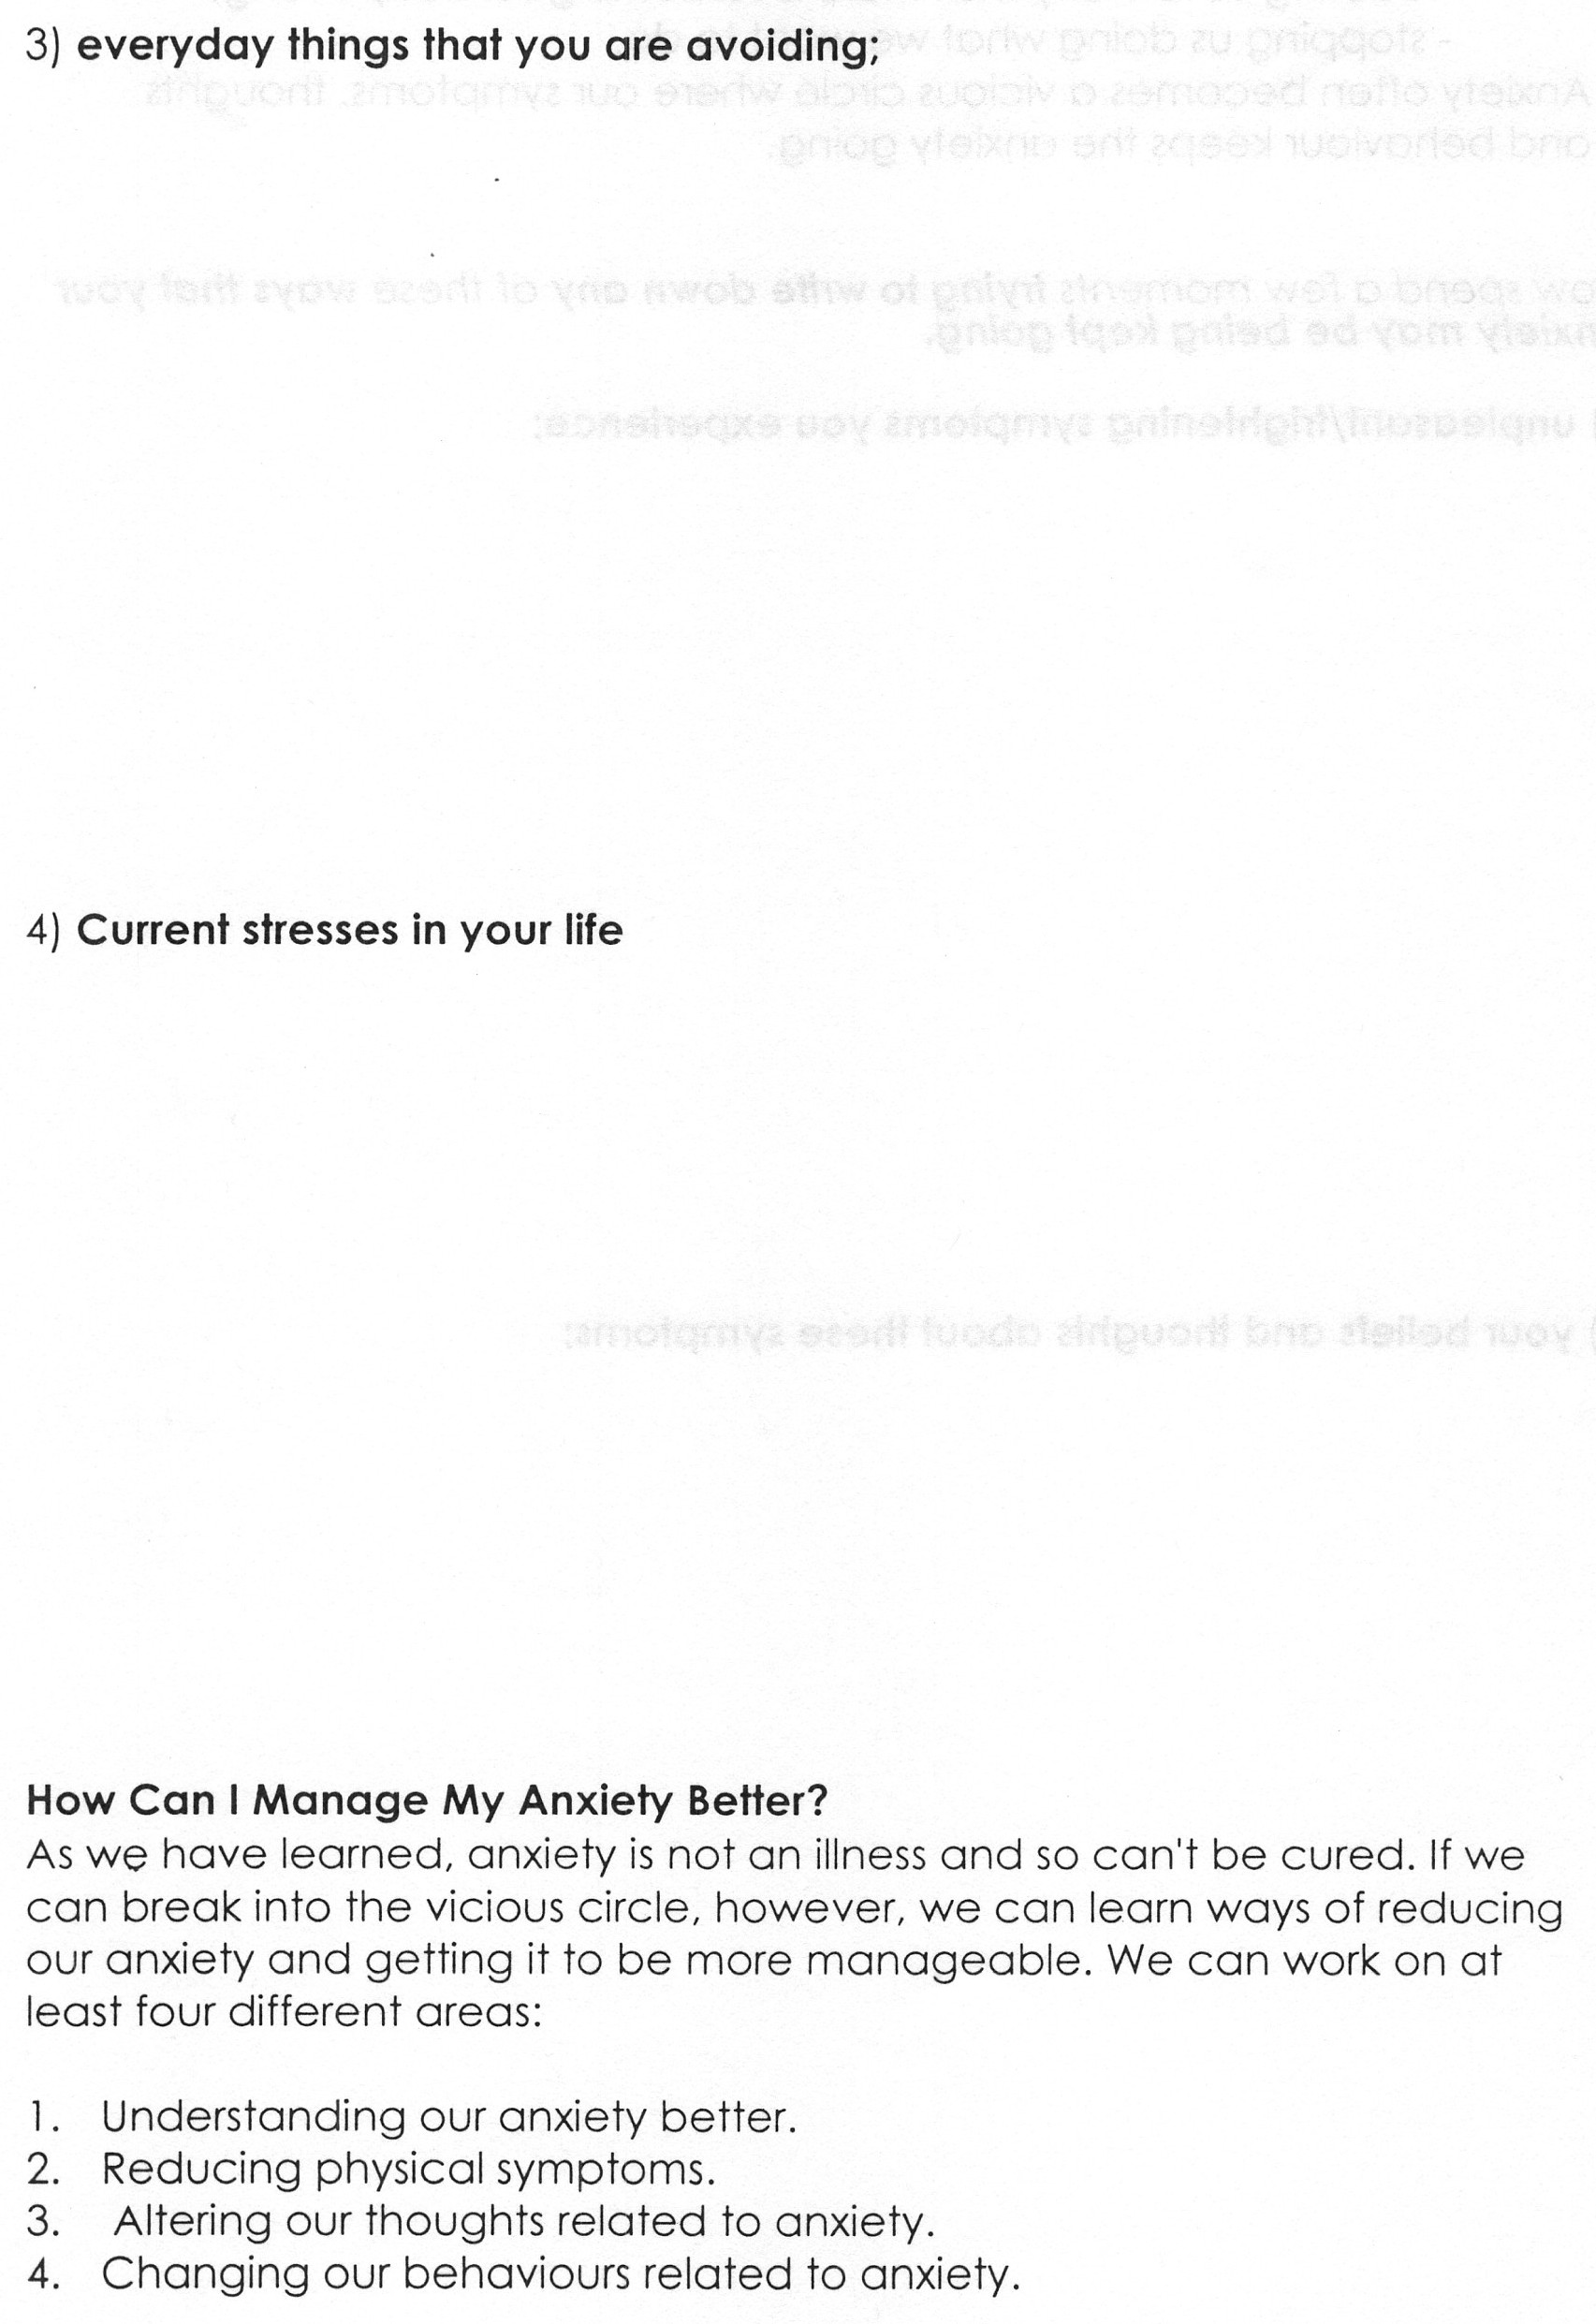 3) everyday things that you are avoiding;
4) Current stresses in your life
How Can I Manage My Anxiety Better?
As we have learned, anxiety is not an illness and so can't be cured. If we
can break into the vicious circle, however, we can learn ways of reducing
our anxiety and getting it to be more manageable. We can work on at
least four different areas:
1. Understanding our anxiety better.
2. Reducing physical symptoms.
3. Altering our thoughts related to anxiety.
4. Changing our behaviours related to anxiety.